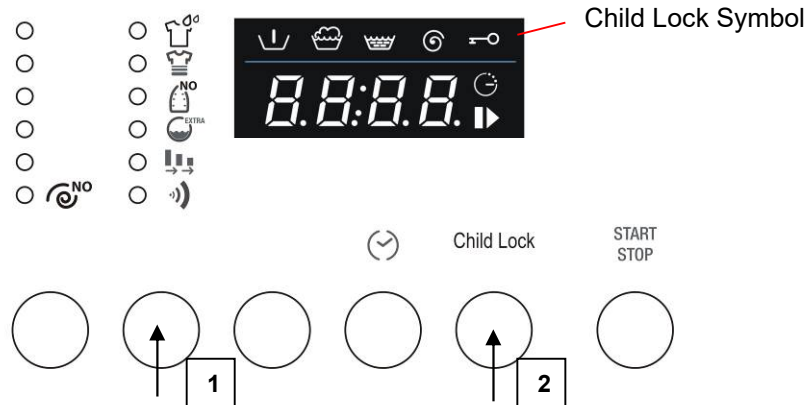 Child Lock Symbol
NO
EXTRA
NO
8.8:8.8.
Child Lock
START
STOP
1
2